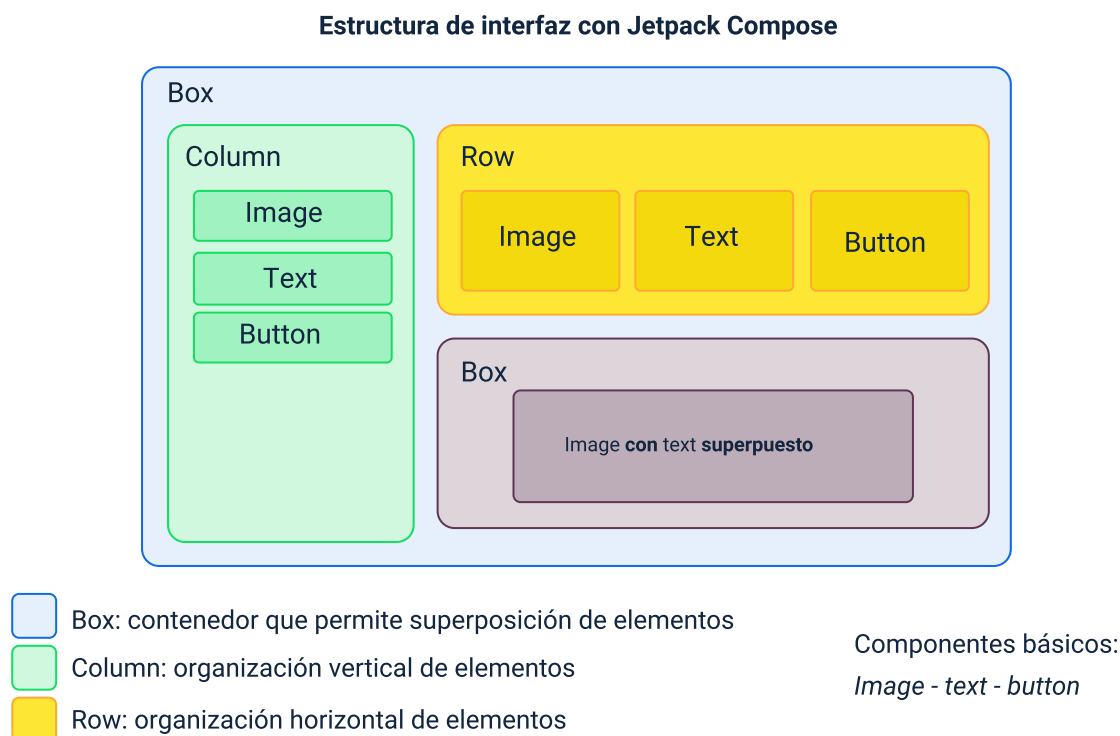 Estructura de interfaz con Jetpack Compose
Box
Column
Image
Text
Button
Row
Image
Text
Button
Box
Image con text superpuesto
Box: contenedor que permite superposición de elementos
Column: organización vertical de elementos
Row: organización horizontal de elementos
Componentes básicos:
Image - text - button